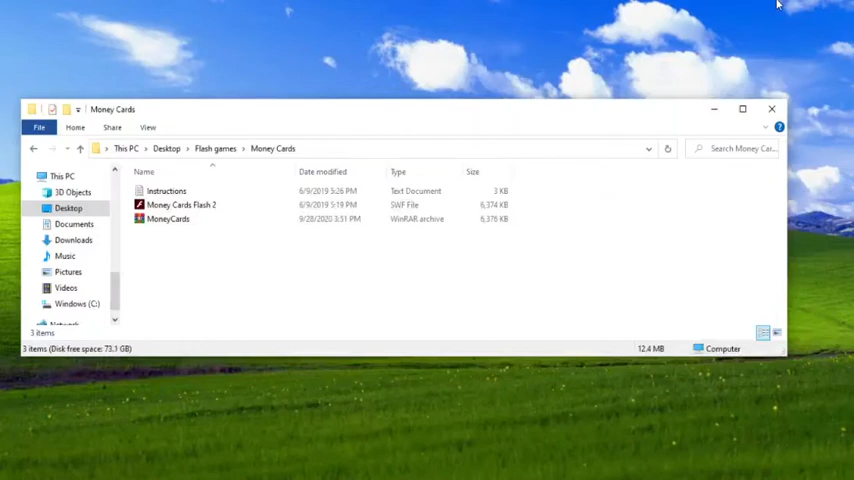 Money Cards
File Home Share View
This PC > Desktop > Flash games > Money Cards
Search Money Car...
Name Date modified Type Size
This PC
3D Objects
Desktop
Documents
Downloads
Music
Pictures
Videos
Windows (C:)
Network
Instructions 6/9/2019 5:26 PM Text Document 3 KB
Money Cards Flash 2 6/9/2019 5:19 PM SWF File 6,374 KB
MoneyCards 9/28/2020 3:51 PM WinRAR archive 6,376 KB
3 items
3 items (Disk free space: 73.1 GB) 12.4 MB Computer